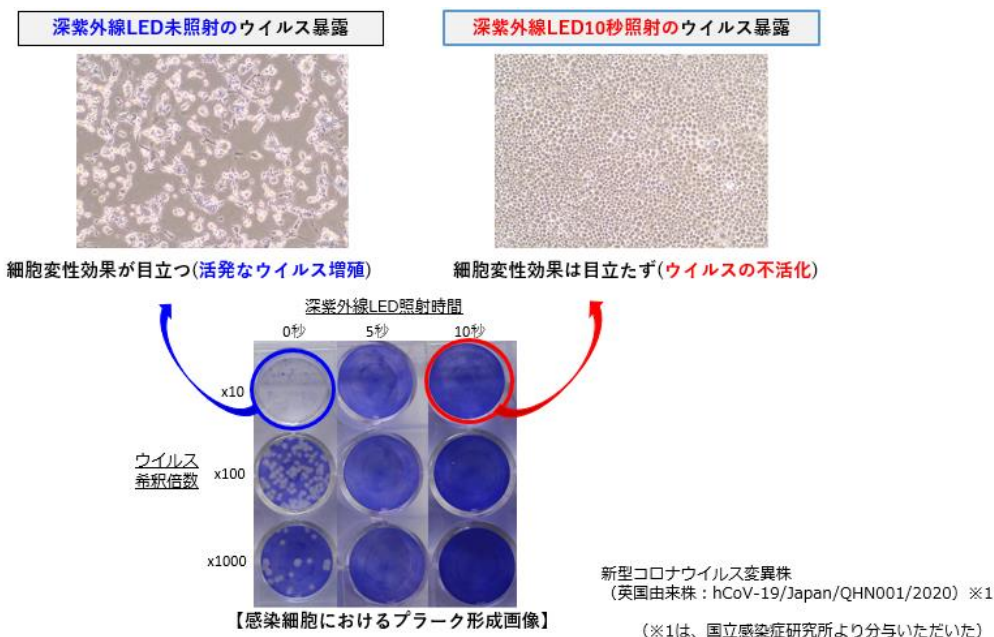 深紫外線LED未照射のウイルス暴露
深紫外線LED10秒照射のウイルス暴露
細胞変性効果が目立つ(活発なウイルス増殖)
細胞変性効果は目立たず(ウイルスの不活化)
深紫外線LED照射時間
0秒 5秒 10秒
x10
ウイルス
希釈倍数
x100
x1000
【感染細胞におけるプラーク形成画像】
新型コロナウイルス変異株
（英国由来株：hCoV-19/Japan/QHN001/2020）※1
（※1は、国立感染症研究所より分与いただいた）